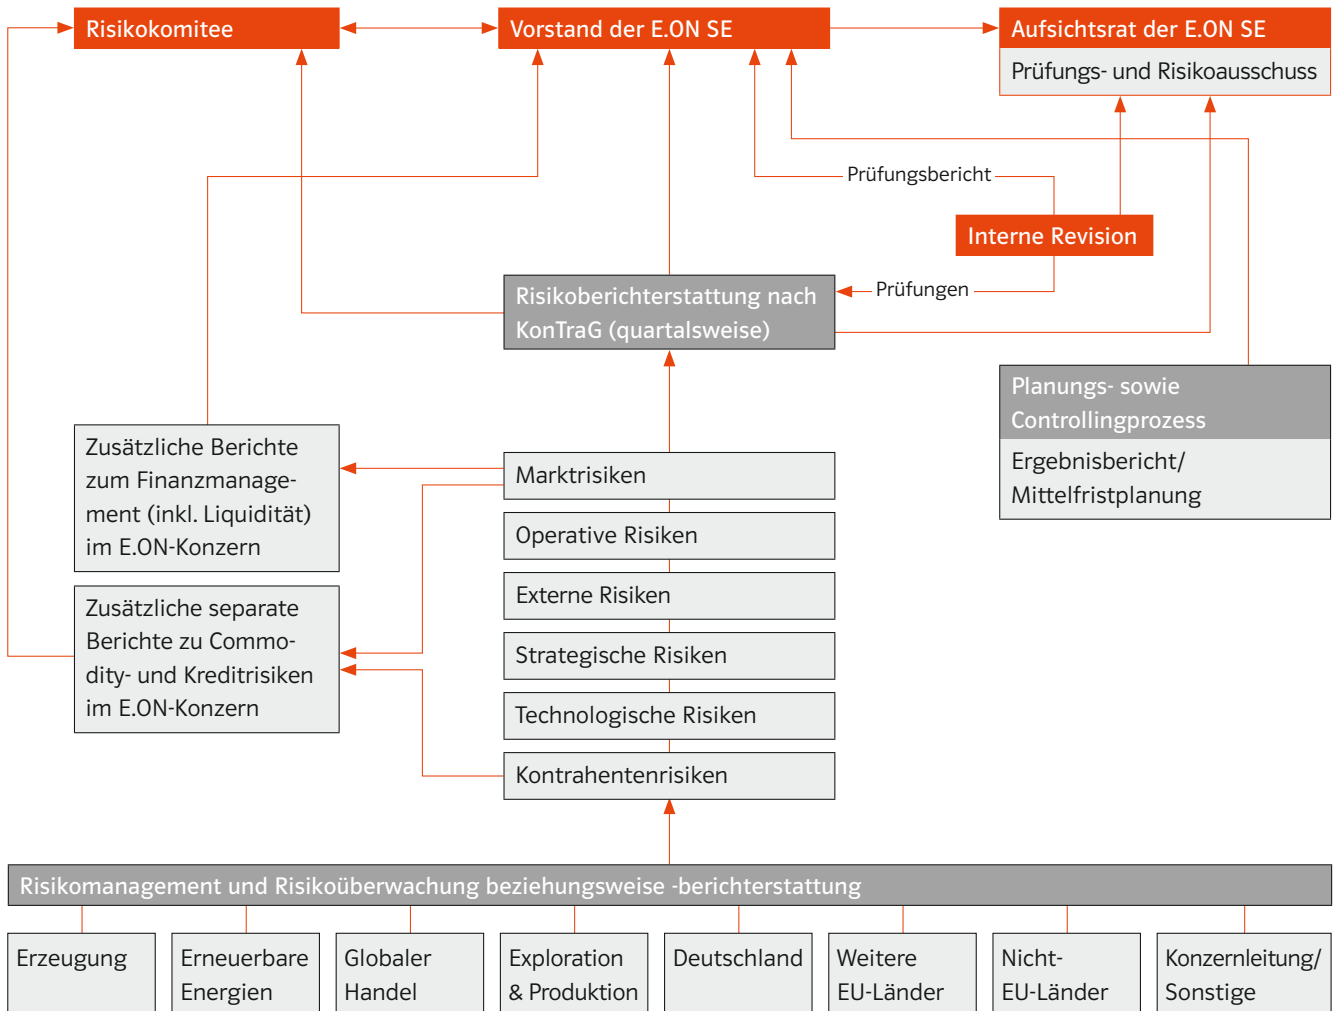 Risikokomitee
Vorstand der E.ON SE
Aufsichtsrat der E.ON SE
Prüfungs- und Risikoausschuss
Prüfungsbericht
Interne Revision
Prüfungen
Risikoberichterstattung nach
KonTraG (quartalsweise)
Planungs- sowie
Controllingprozess
Ergebnisbericht/
Mittelfristplanung
Zusätzliche Berichte
zum Finanzmanage-
ment (inkl. Liquidität)
im E.ON-Konzern
Zusätzliche separate
Berichte zu Commo-
dity- und Kreditrisiken
im E.ON-Konzern
Marktrisiken
Operative Risiken
Externe Risiken
Strategische Risiken
Technologische Risiken
Kontrahentenrisiken
Risikomanagement und Risikoüberwachung beziehungsweise -berichterstattung
Erzeugung
Erneuerbare
Energien
Globaler
Handel
Exploration
& Produktion
Deutschland
Weitere
EU-Länder
Nicht-
EU-Länder
Konzernleitung/
Sonstige